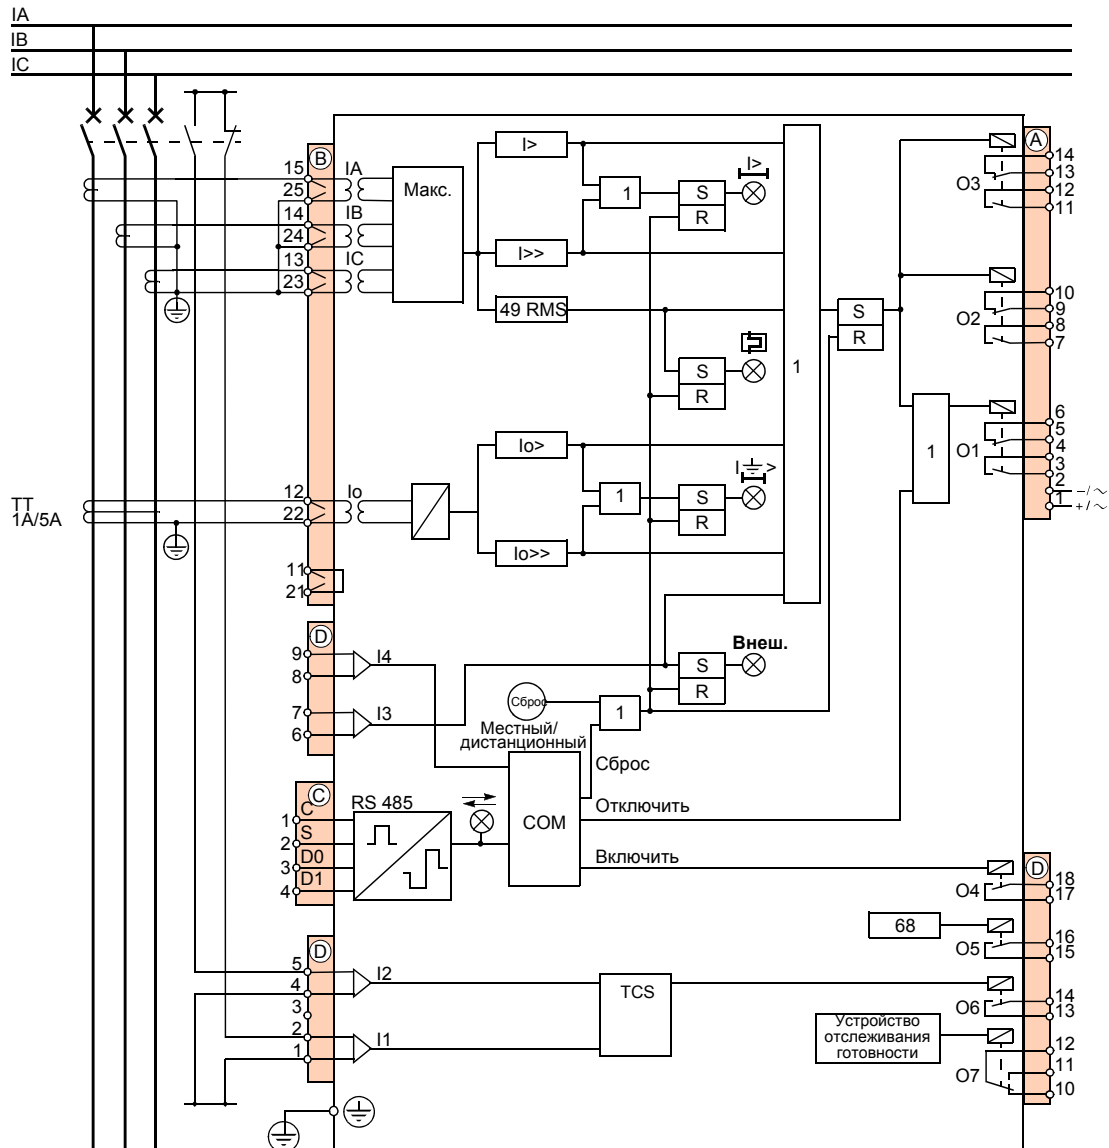 IA
IB
IC
B
15
25
14
24
13
23
IA
IB
IC
Макс.
I>
I>>
49 RMS
1
S
R
I>
S
R
1
S
R
A
O3
14
13
12
11
O2
10
9
8
7
O1
6
5
4
3
2
1
−/~
+/~
1
TT
1A/5A
12
22
Io
11
21
Io>
Io>>
1
S
R
I >
D
9
8
7
6
I4
I3
Внеш.
S
R
Сброс
1
Местный/
дистанционный
Сброс
Отключить
Включить
COM
C
RS 485
1
C
2
S
3
D0
4
D1
D
5
4
3
2
1
I2
I1
TCS
68
Устройство
отслеживания
готовности
D
O4
18
17
O5
16
15
O6
14
13
O7
12
11
10